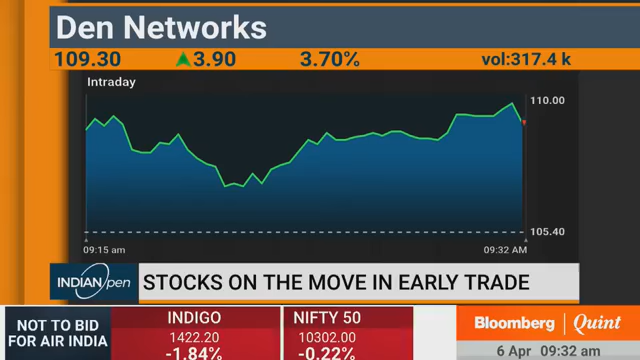 Den Networks
109.30 3.90 3.70% vol:317.4 k
Intraday
110.00
105.40
09:15 am 09:32 AM
INDIAN Open STOCKS ON THE MOVE IN EARLY TRADE
NOT TO BID
FOR AIR INDIA
INDIGO
1422.20
-1.84%
NIFTY 50
10302.00
-0.22%
Bloomberg | Quint
6 Apr 09:32 am